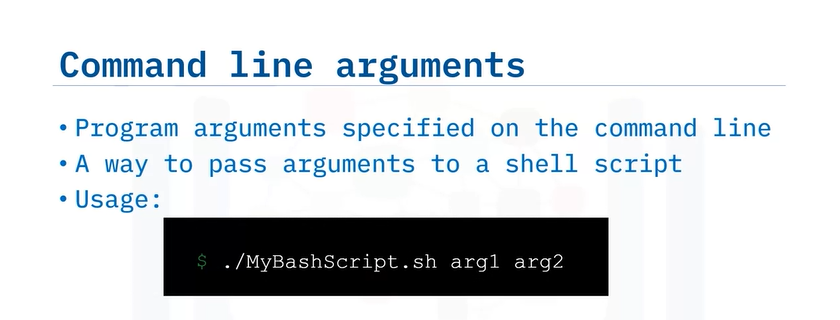 Command line arguments
• Program arguments specified on the command line
• A way to pass arguments to a shell script
• Usage:
$ ./MyBashScript.sh arg1 arg2